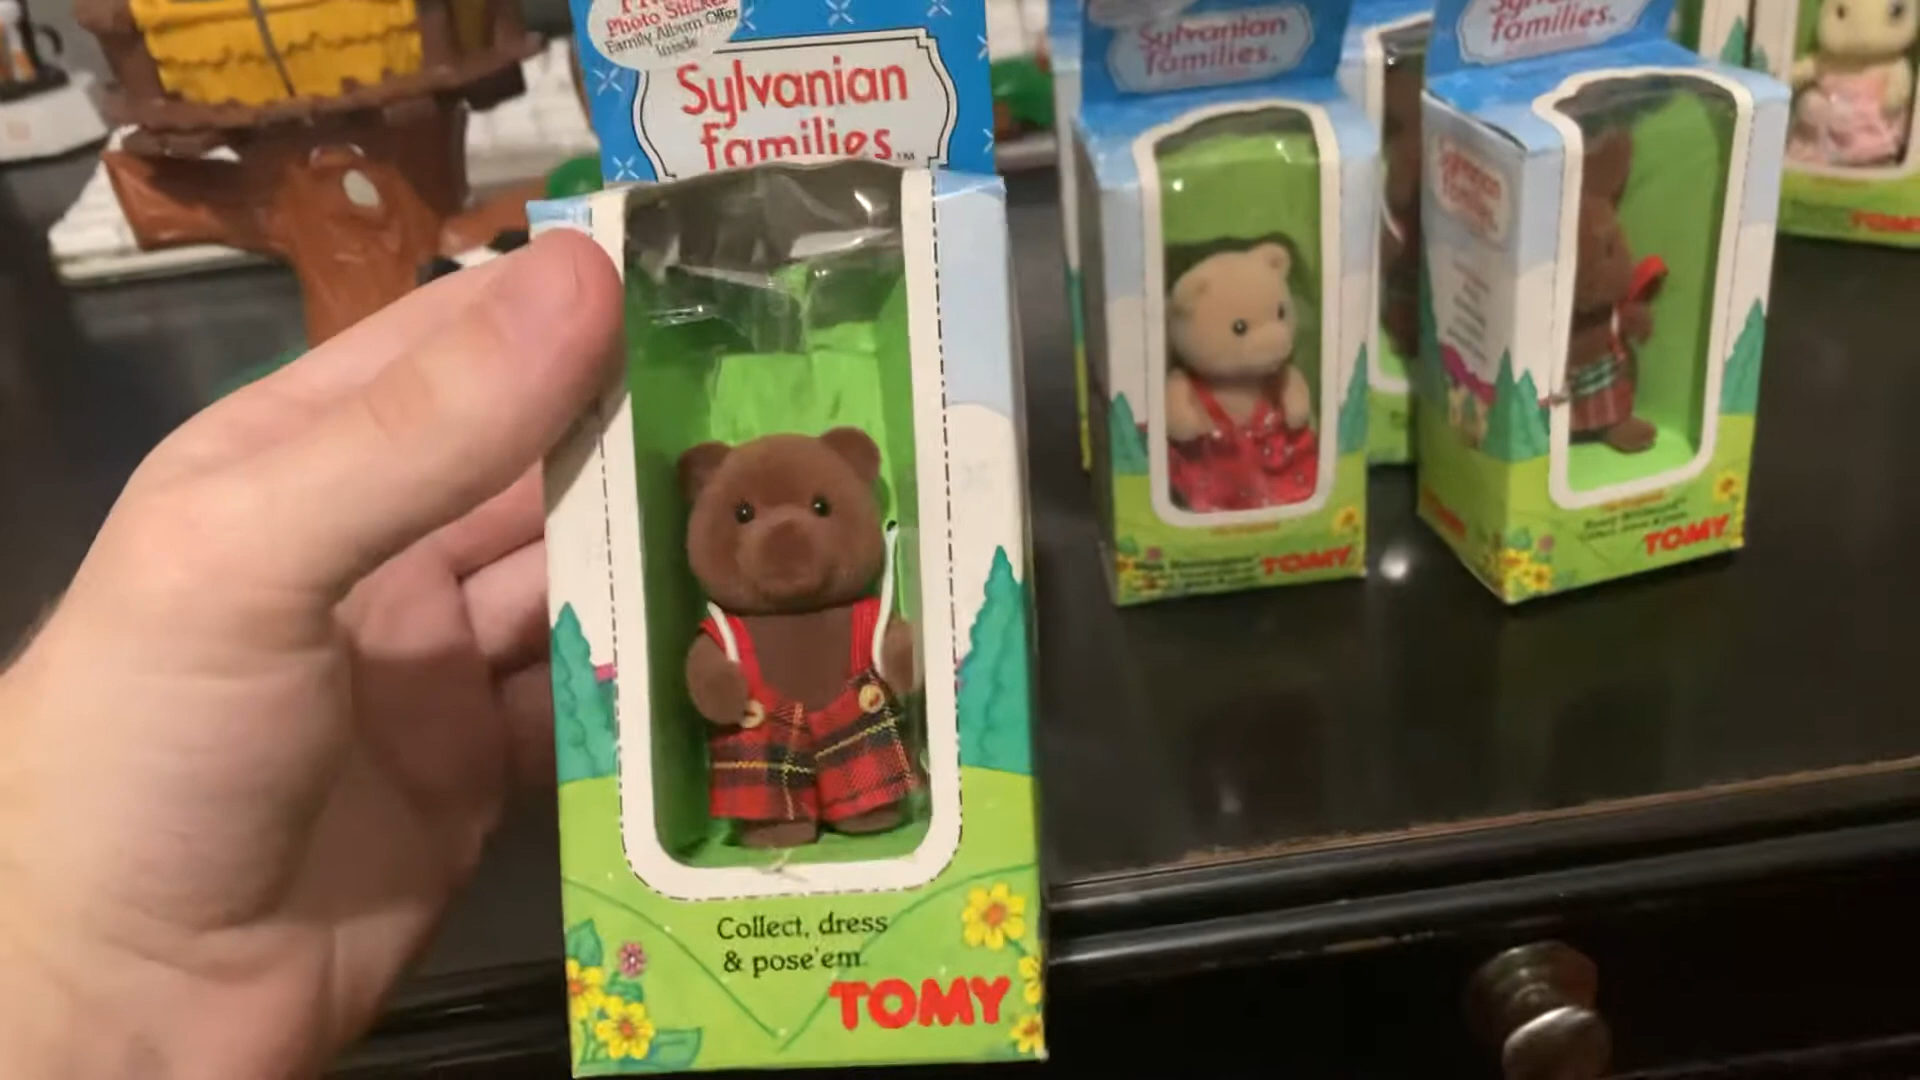 Photo Sticker
Family Album Offer
Inside
Sylvanian
families™
Collect, dress
& pose'em.
TOMY
Sylvanian
families.
TOMY
Sylvanian
families.
Sylvanian
families.
TOMY
TOMY